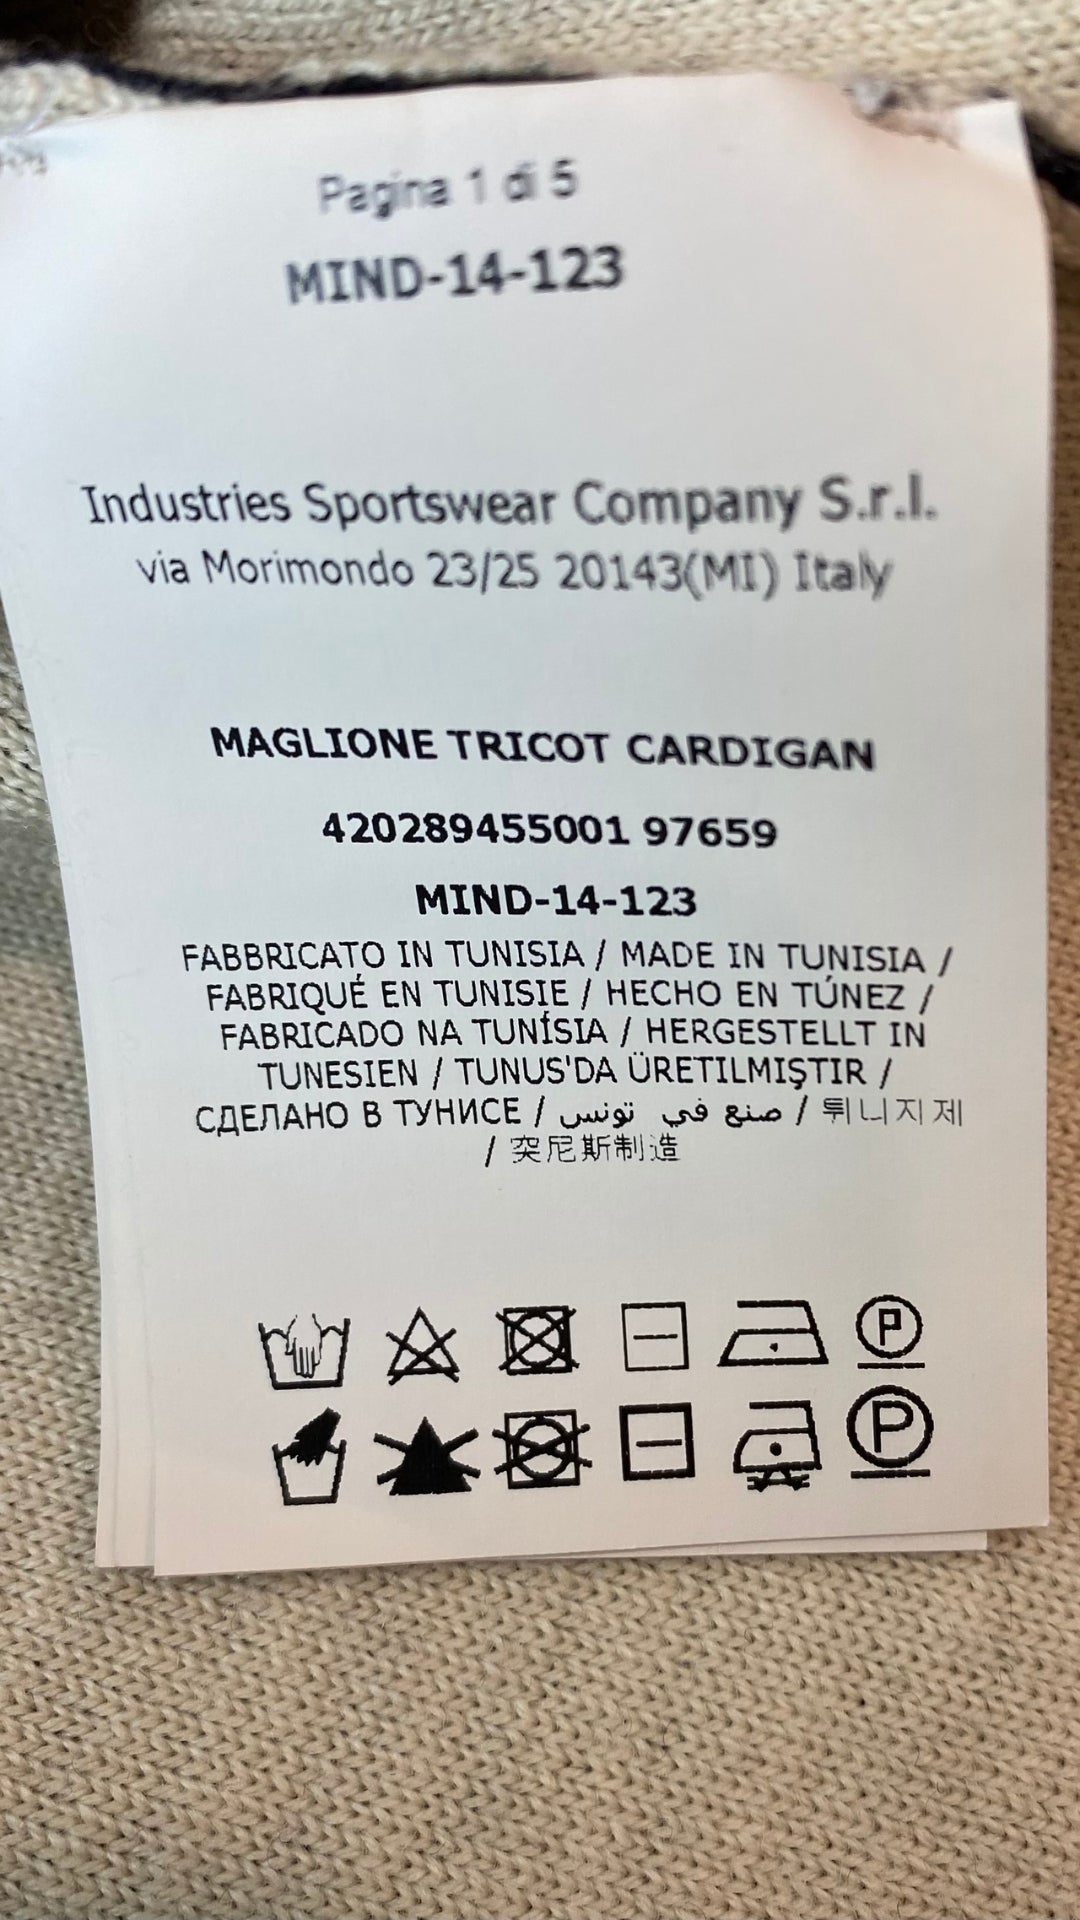 Pagina 1 di 5
MIND-14-123
Industries Sportswear Company S.r.l.
via Morimondo 23/25 20143(MI) Italy
MAGLIONE TRICOT CARDIGAN
420289455001 97659
MIND-14-123
FABBRICATO IN TUNISIA / MADE IN TUNISIA /
FABRIQUÉ EN TUNISIE / HECHO EN TÚNEZ /
FABRICADO NA TUNÍSIA / HERGESTELLT IN
TUNESIEN / TUNUS'DA ÜRETILMIŞTIR /
СДЕЛАНО В ТУНИСЕ / صنع في تونس / 튀니지제
/ 突尼斯制造
P
P